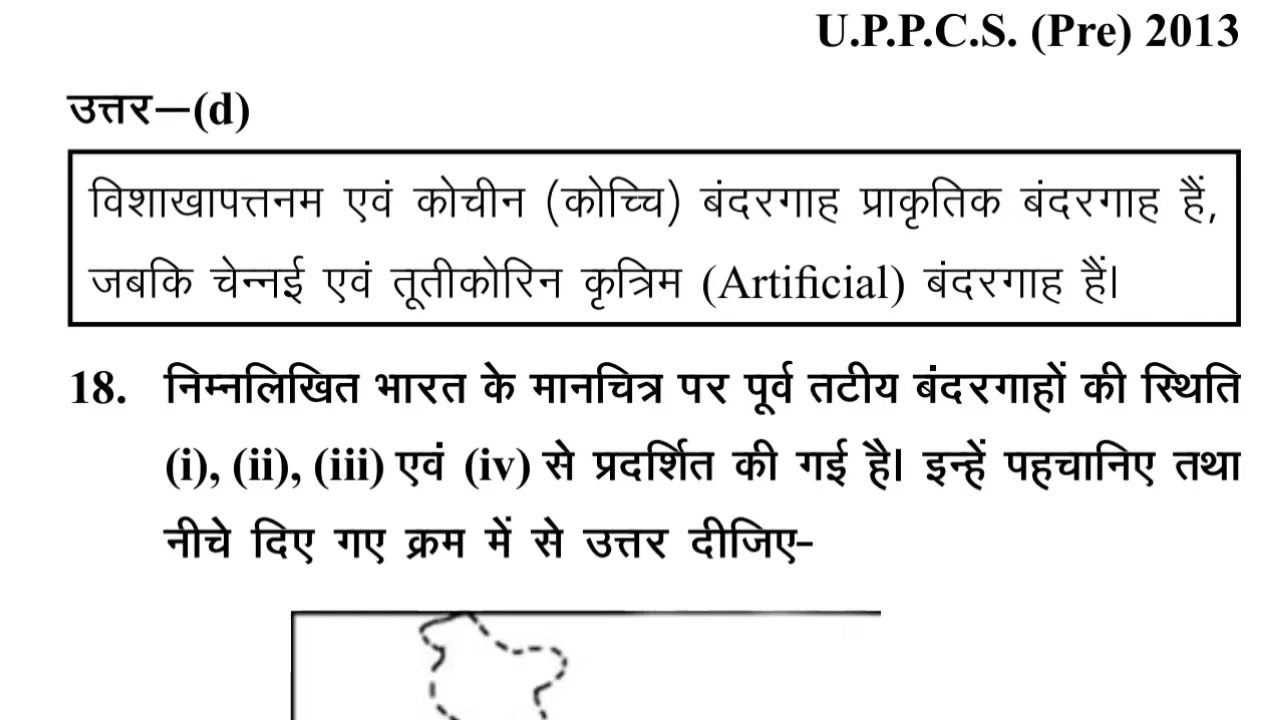 U.P.P.C.S. (Pre) 2013
उत्तर—(d)
विशाखापत्तनम एवं कोचीन (कोच्चि) बंदरगाह प्राकृतिक बंदरगाह हैं,
जबकि चेन्नई एवं तूतीकोरिन कृत्रिम (Artificial) बंदरगाह हैं।
18. निम्नलिखित भारत के मानचित्र पर पूर्व तटीय बंदरगाहों की स्थिति
(i), (ii), (iii) एवं (iv) से प्रदर्शित की गई है। इन्हें पहचानिए तथा
नीचे दिए गए क्रम में से उत्तर दीजिए-